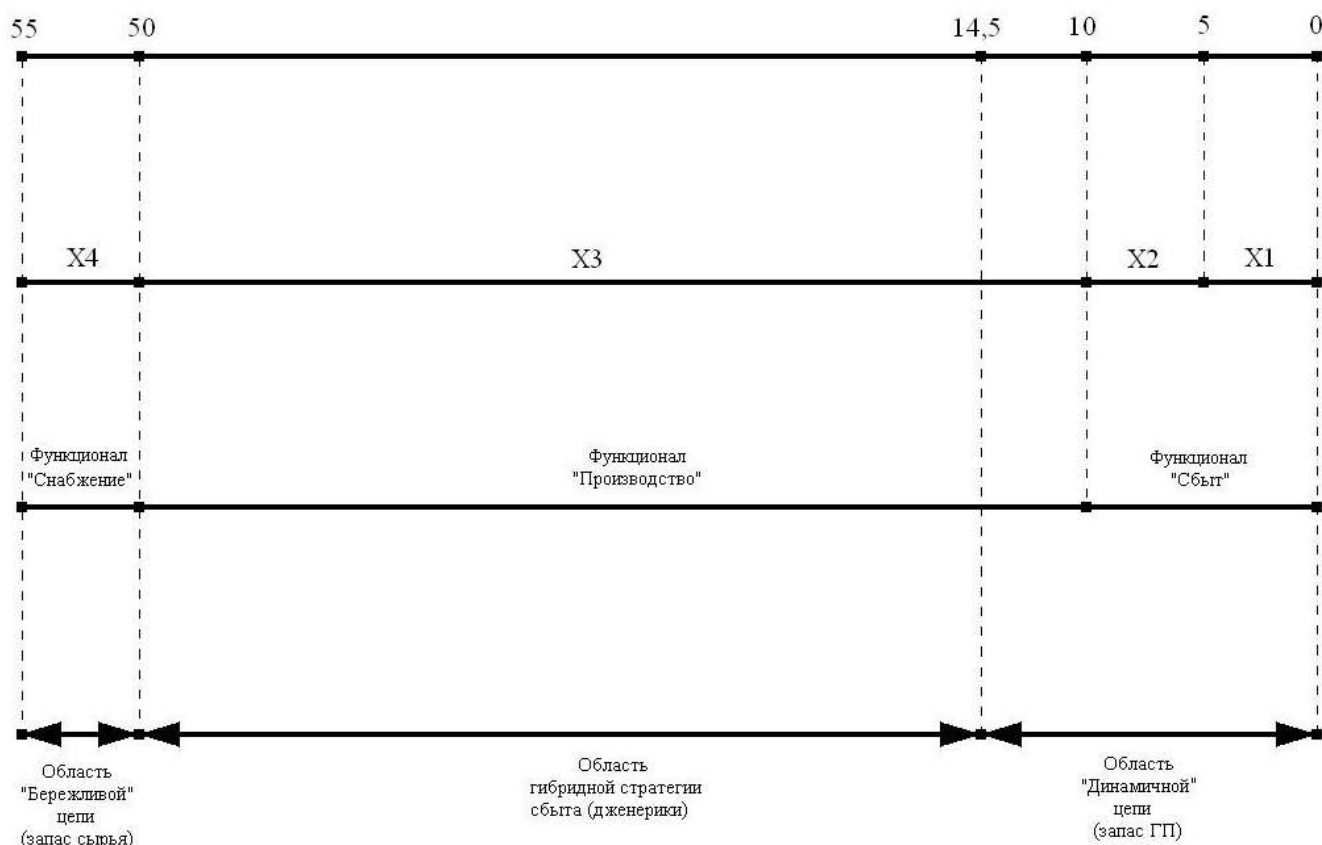 55 50 14,5 10 5 0
X4 X3 X2 X1
Функционал
"Снабжение"
Функционал
"Производство"
Функционал
"Сбыт"
Область
"Бережливой"
цепи
(запас сырья)
Область
гибридной стратегии
сбыта (дженерики)
Область
"Динамичной"
цепи
(запас ГП)